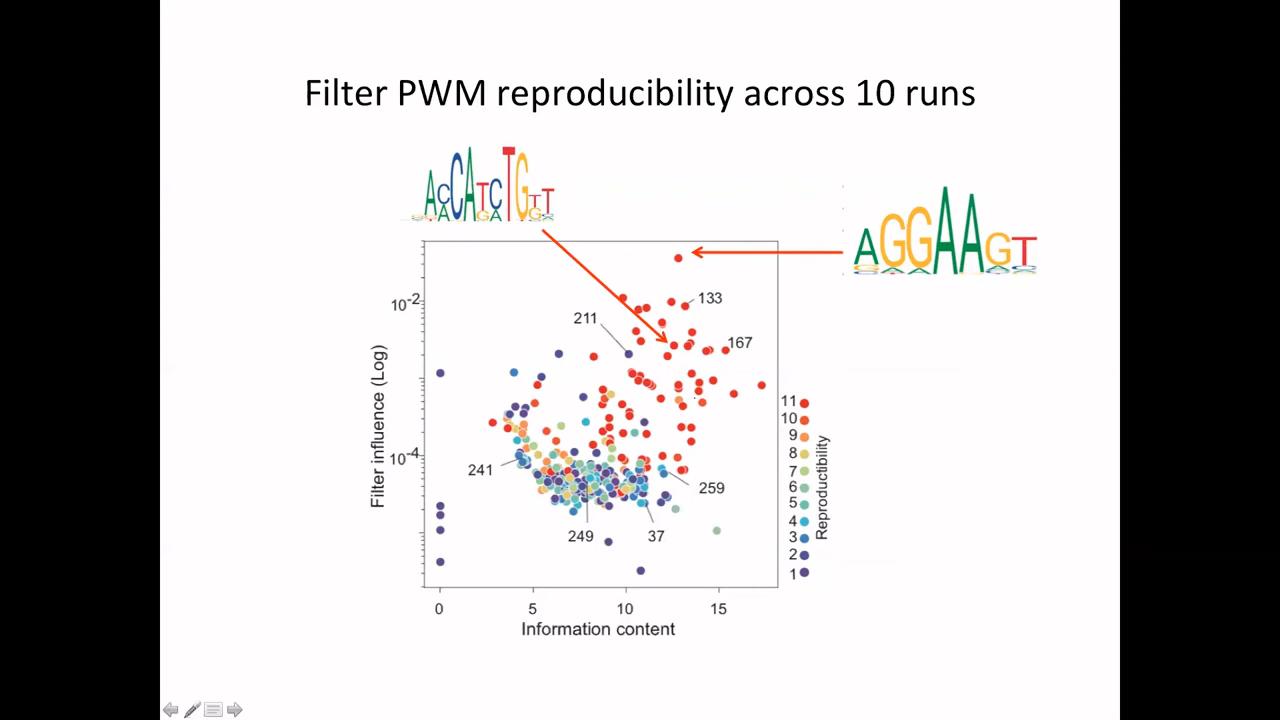 Filter PWM reproducibility across 10 runs
ACCATCTGTT
AGGAAGT
133
211
167
10-2
10-4
241
259
249
37
Filter influence (Log)
0 5 10 15
Information content
11
10
9
8
7
6
5
4
3
2
1
Reproducibility